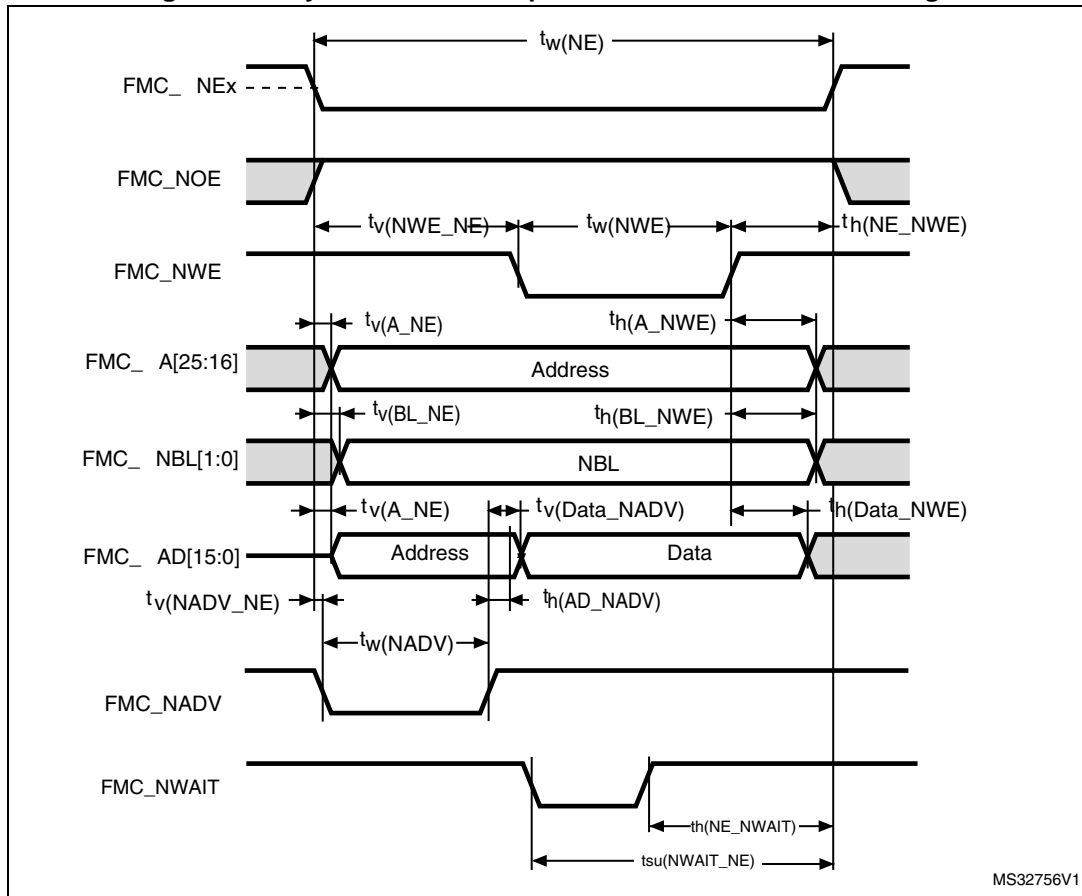 tw(NE)
FMC_ NEx
FMC_NOE
tv(NWE_NE) tw(NWE) th(NE_NWE)
FMC_NWE
tv(A_NE) th(A_NWE)
FMC_ A[25:16] Address
tv(BL_NE) th(BL_NWE)
FMC_ NBL[1:0] NBL
tv(A_NE) tv(Data_NADV) th(Data_NWE)
FMC_ AD[15:0] Address Data
tv(NADV_NE) th(AD_NADV)
tw(NADV)
FMC_NADV
FMC_NWAIT
th(NE_NWAIT)
tsu(NWAIT_NE)
MS32756V1